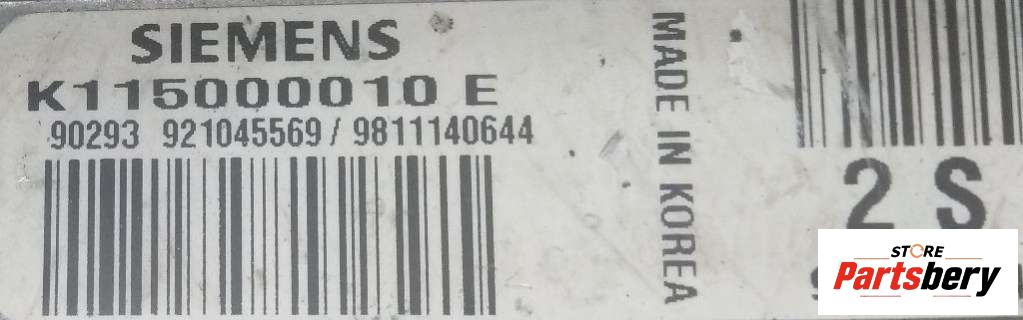 SIEMENS
K115000010 E
90293 921045569 / 9811140644
MADE IN KOREA
2 S
STORE
Partsbery